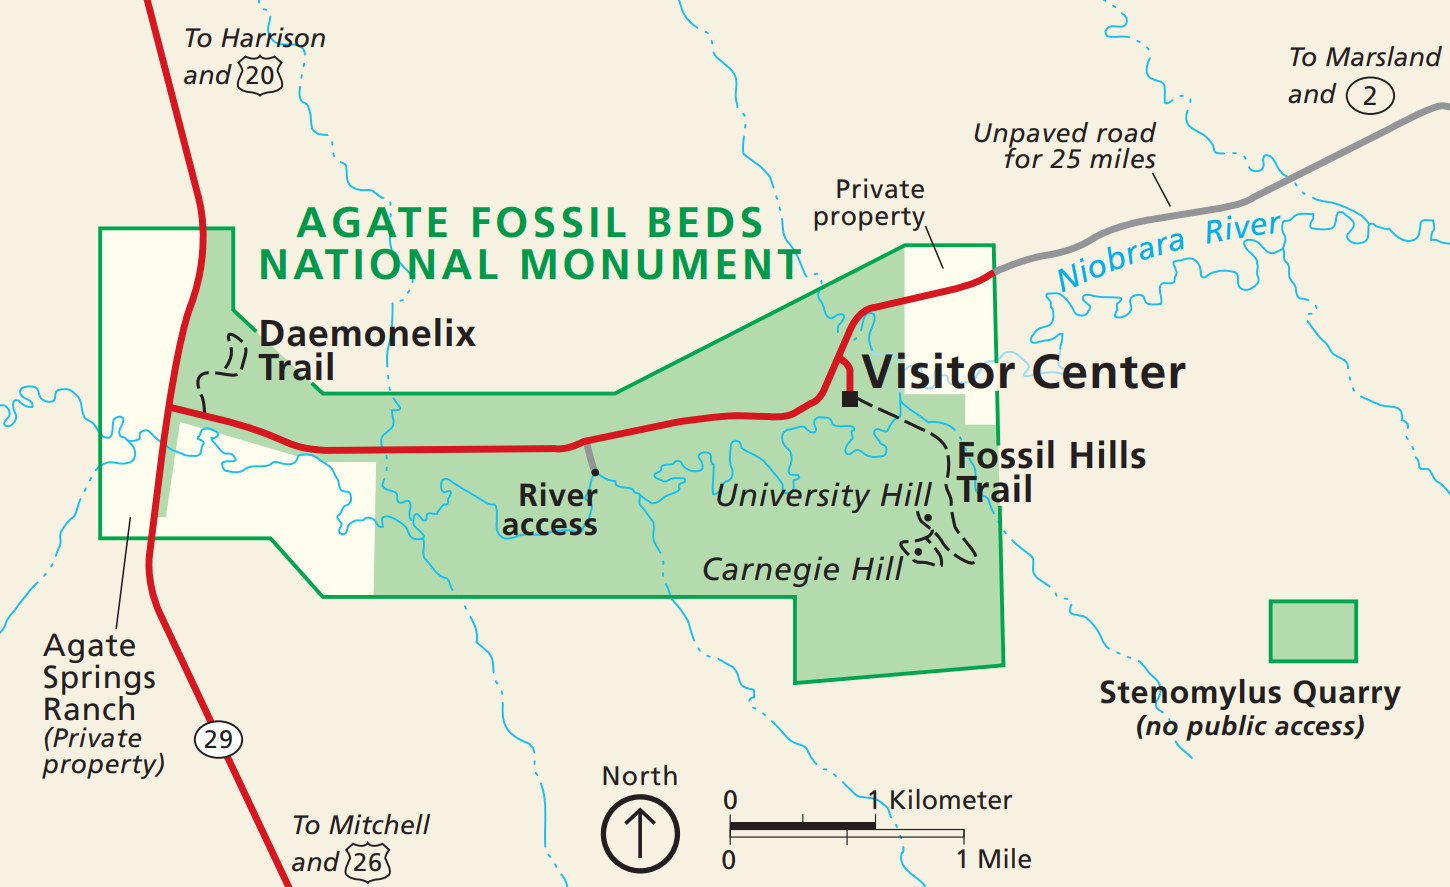 To Harrison
and 20
To Marsland
and 2
Unpaved road
for 25 miles
Private
property
AGATE FOSSIL BEDS
NATIONAL MONUMENT
Niobrara River
Daemonelix
Trail
Visitor Center
Fossil Hills
Trail
University Hill
River
access
Carnegie Hill
Agate
Springs
Ranch
(Private
property)
29
Stenomylus Quarry
(no public access)
North
0 1 Kilometer
0 1 Mile
To Mitchell
and 26